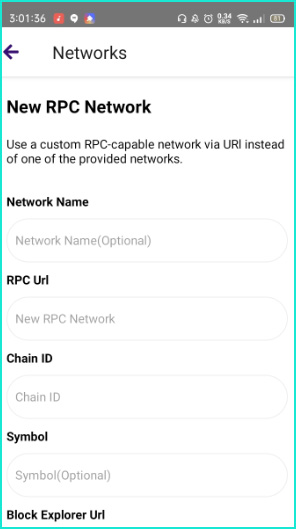 3:01:36
0.34
KB/S
Networks
New RPC Network
Use a custom RPC-capable network via URl instead
of one of the provided networks.
Network Name
Network Name(Optional)
RPC Url
New RPC Network
Chain ID
Chain ID
Symbol
Symbol(Optional)
Block Explorer Url